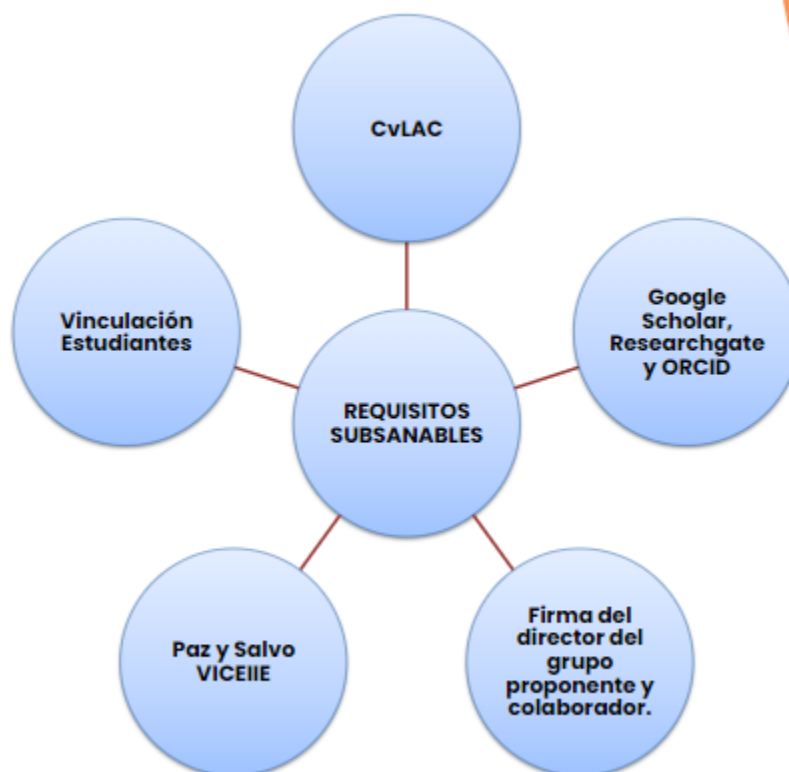 CvLAC
Vinculación
Estudiantes
Google
Scholar,
Researchgate
y ORCID
REQUISITOS
SUBSANABLES
Paz y Salvo
VICEIIE
Firma del
director del
grupo
proponente y
colaborador.